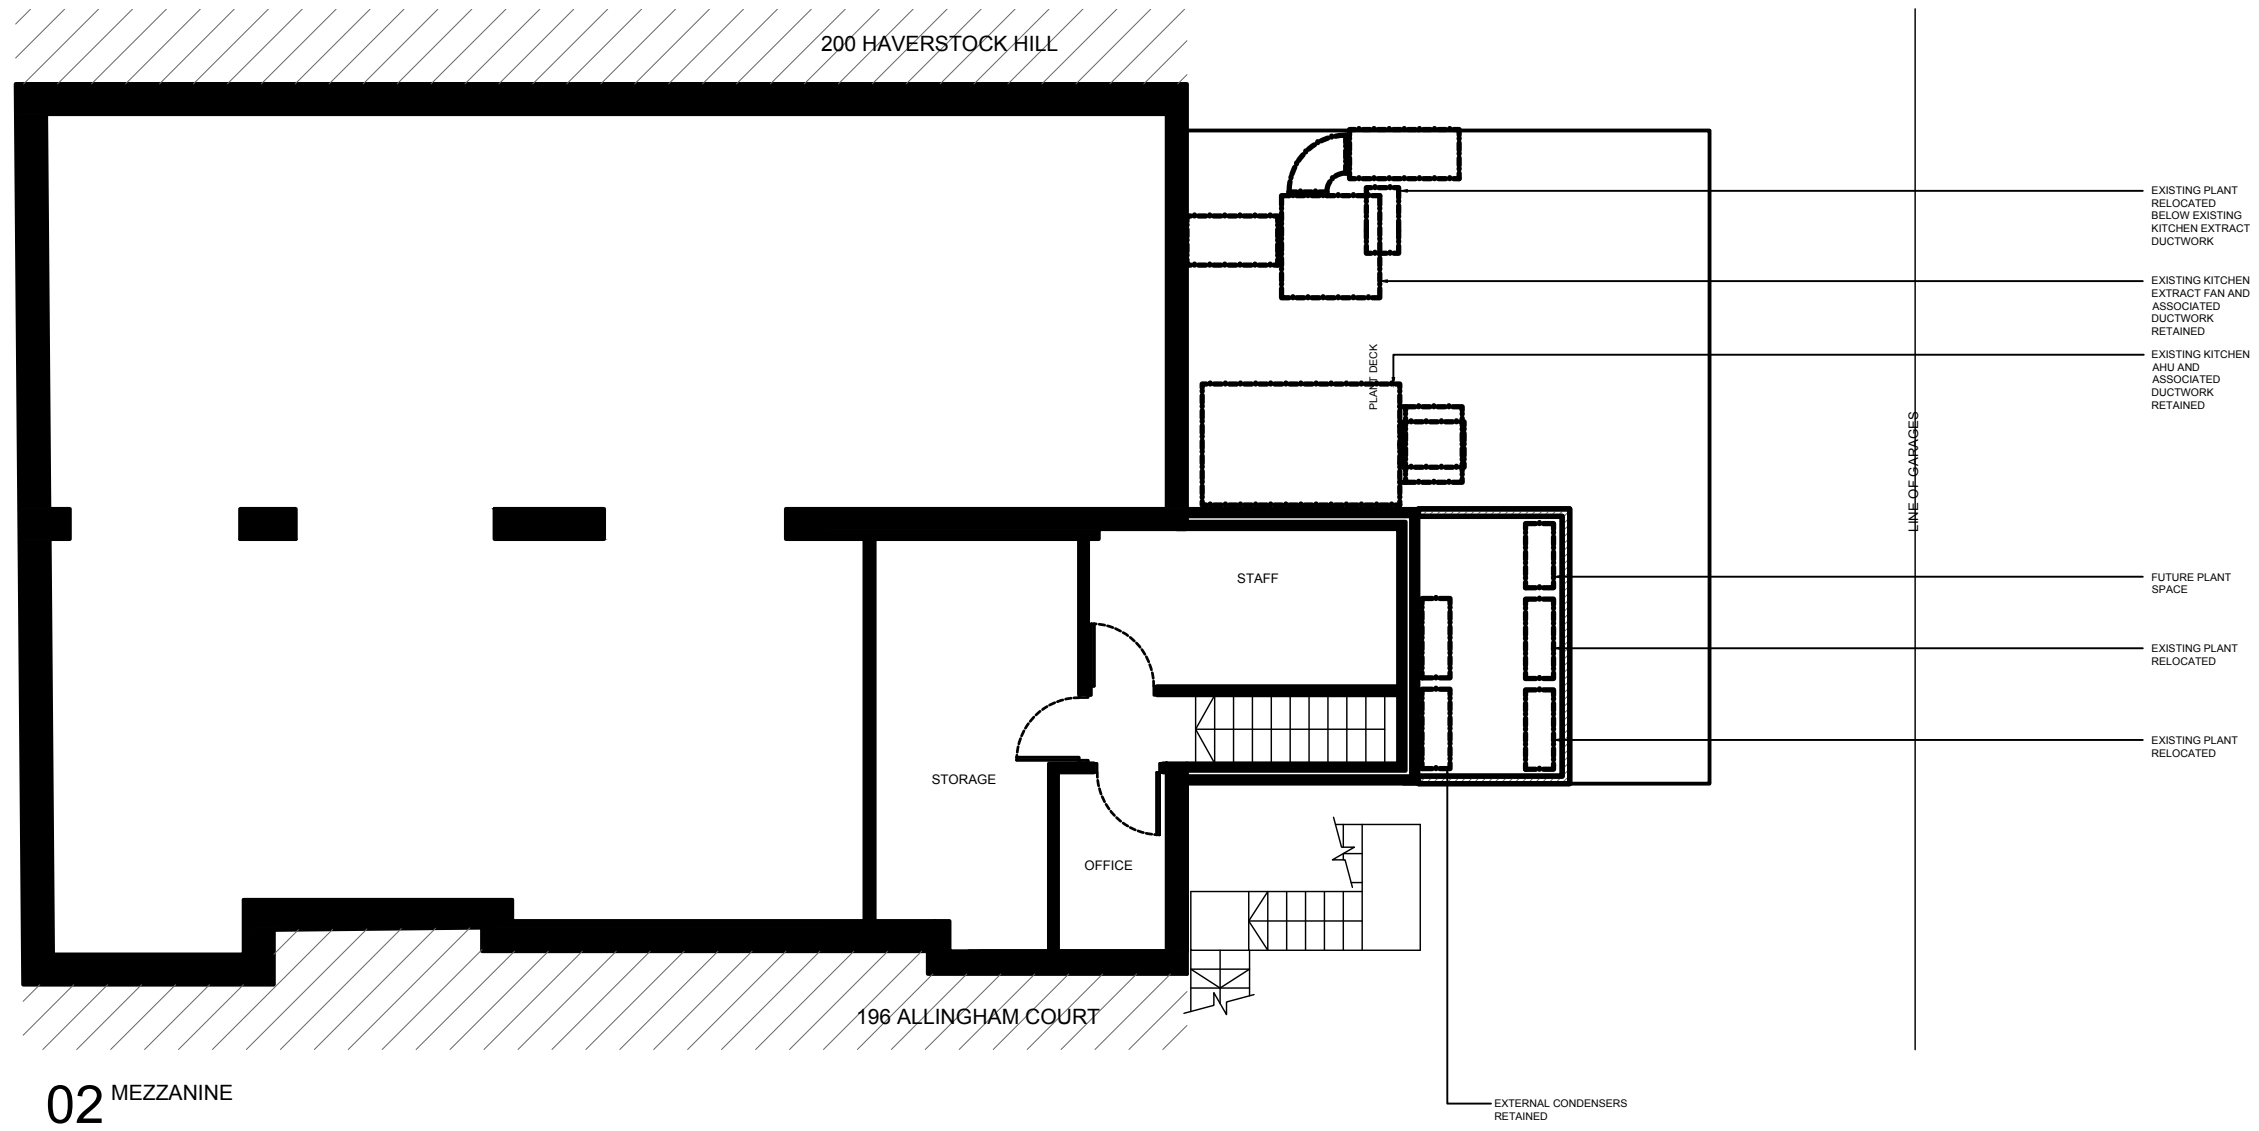 200 HAVERSTOCK HILL
EXISTING PLANT
RELOCATED
BELOW EXISTING
KITCHEN EXTRACT
DUCTWORK
EXISTING KITCHEN
EXTRACT FAN AND
ASSOCIATED
DUCTWORK
RETAINED
PLANT DECK
EXISTING KITCHEN
AHU AND
ASSOCIATED
DUCTWORK
RETAINED
LINE OF GARAGES
STAFF
FUTURE PLANT
SPACE
EXISTING PLANT
RELOCATED
EXISTING PLANT
RELOCATED
STORAGE
OFFICE
196 ALLINGHAM COURT
02 MEZZANINE
EXTERNAL CONDENSERS
RETAINED